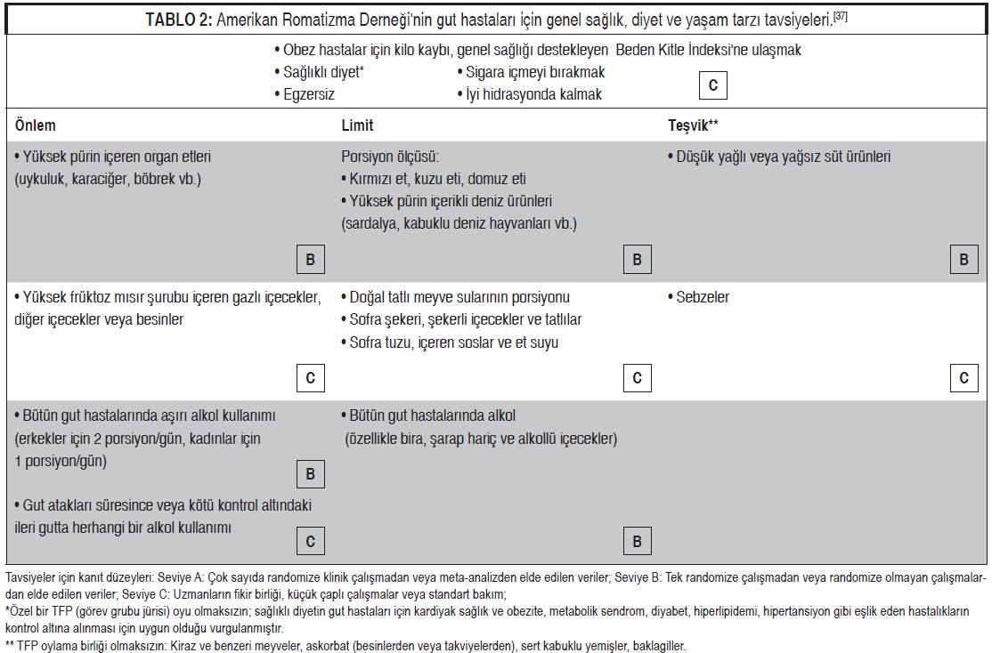 TABLO 2: Amerikan Romatizma Derneği'nin gut hastaları için genel sağlık, diyet ve yaşam tarzı tavsiyeleri.[37]
• Obez hastalar için kilo kaybı, genel sağlığı destekleyen Beden Kitle İndeksi'ne ulaşmak
• Sağlıklı diyet* • Sigara içmeyi bırakmak
• Egzersiz • İyi hidrasyonda kalmak
C
Önlem Limit Teşvik**
• Yüksek pürin içeren organ etleri
(uykuluk, karaciğer, böbrek vb.)
B
Porsiyon ölçüsü:
• Kırmızı et, kuzu eti, domuz eti
• Yüksek pürin içerikli deniz ürünleri
(sardalya, kabuklu deniz hayvanları vb.)
B
• Düşük yağlı veya yağsız süt ürünleri
B
• Yüksek früktoz mısır şurubu içeren gazlı içecekler,
diğer içecekler veya besinler
C
• Doğal tatlı meyve sularının porsiyonu
• Sofra şekeri, şekerli içecekler ve tatlılar
• Sofra tuzu, içeren soslar ve et suyu
C
• Sebzeler
C
• Bütün gut hastalarında aşırı alkol kullanımı
(erkekler için 2 porsiyon/gün, kadınlar için
1 porsiyon/gün)
B
• Gut atakları süresince veya kötü kontrol altındaki
ileri gutta herhangi bir alkol kullanımı
C
• Bütün gut hastalarında alkol
(özellikle bira, şarap hariç ve alkollü içecekler)
B
Tavsiyeler için kanıt düzeyleri: Seviye A: Çok sayıda randomize klinik çalışmadan veya meta-analizden elde edilen veriler; Seviye B: Tek randomize çalışmadan veya randomize olmayan çalışmalar-
dan elde edilen veriler; Seviye C: Uzmanların fikir birliği, küçük çaplı çalışmalar veya standart bakım;
*Özel bir TFP (görev grubu jürisi) oyu olmaksızın; sağlıklı diyetin gut hastaları için kardiyak sağlık ve obezite, metabolik sendrom, diyabet, hiperlipidemi, hipertansiyon gibi eşlik eden hastalıkların
kontrol altına alınması için uygun olduğu vurgulanmıştır.
** TFP oylama birliği olmaksızın: Kiraz ve benzeri meyveler, askorbat (besinlerden veya takviyelerden), sert kabuklu yemişler, baklagiller.